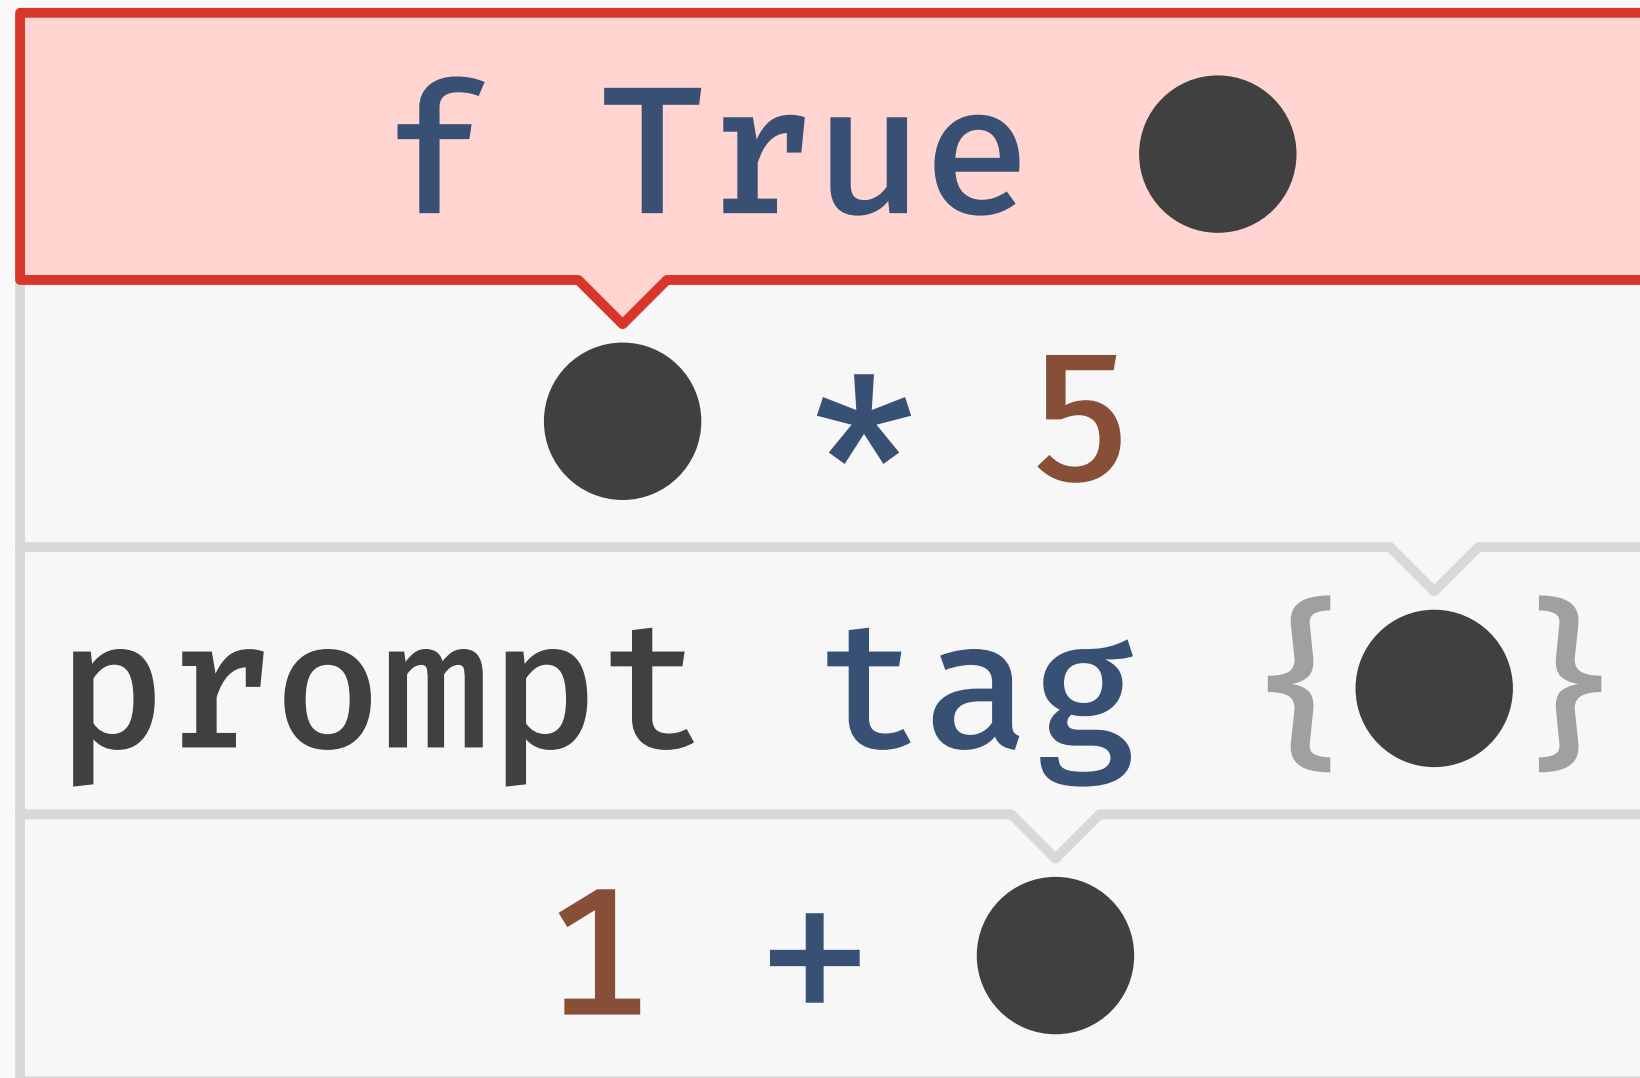 f True ●
● * 5
prompt tag {●}
1 + ●